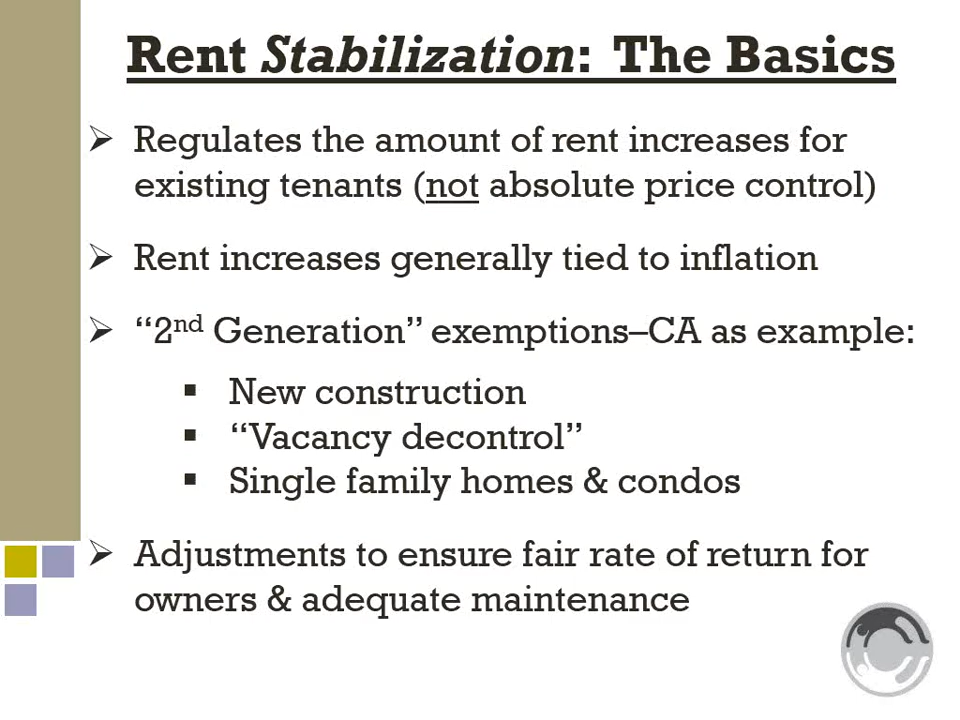 Rent Stabilization: The Basics
➢ Regulates the amount of rent increases for
existing tenants (not absolute price control)
➢ Rent increases generally tied to inflation
➢ “2nd Generation” exemptions–CA as example:
▪ New construction
▪ “Vacancy decontrol”
▪ Single family homes & condos
➢ Adjustments to ensure fair rate of return for
owners & adequate maintenance